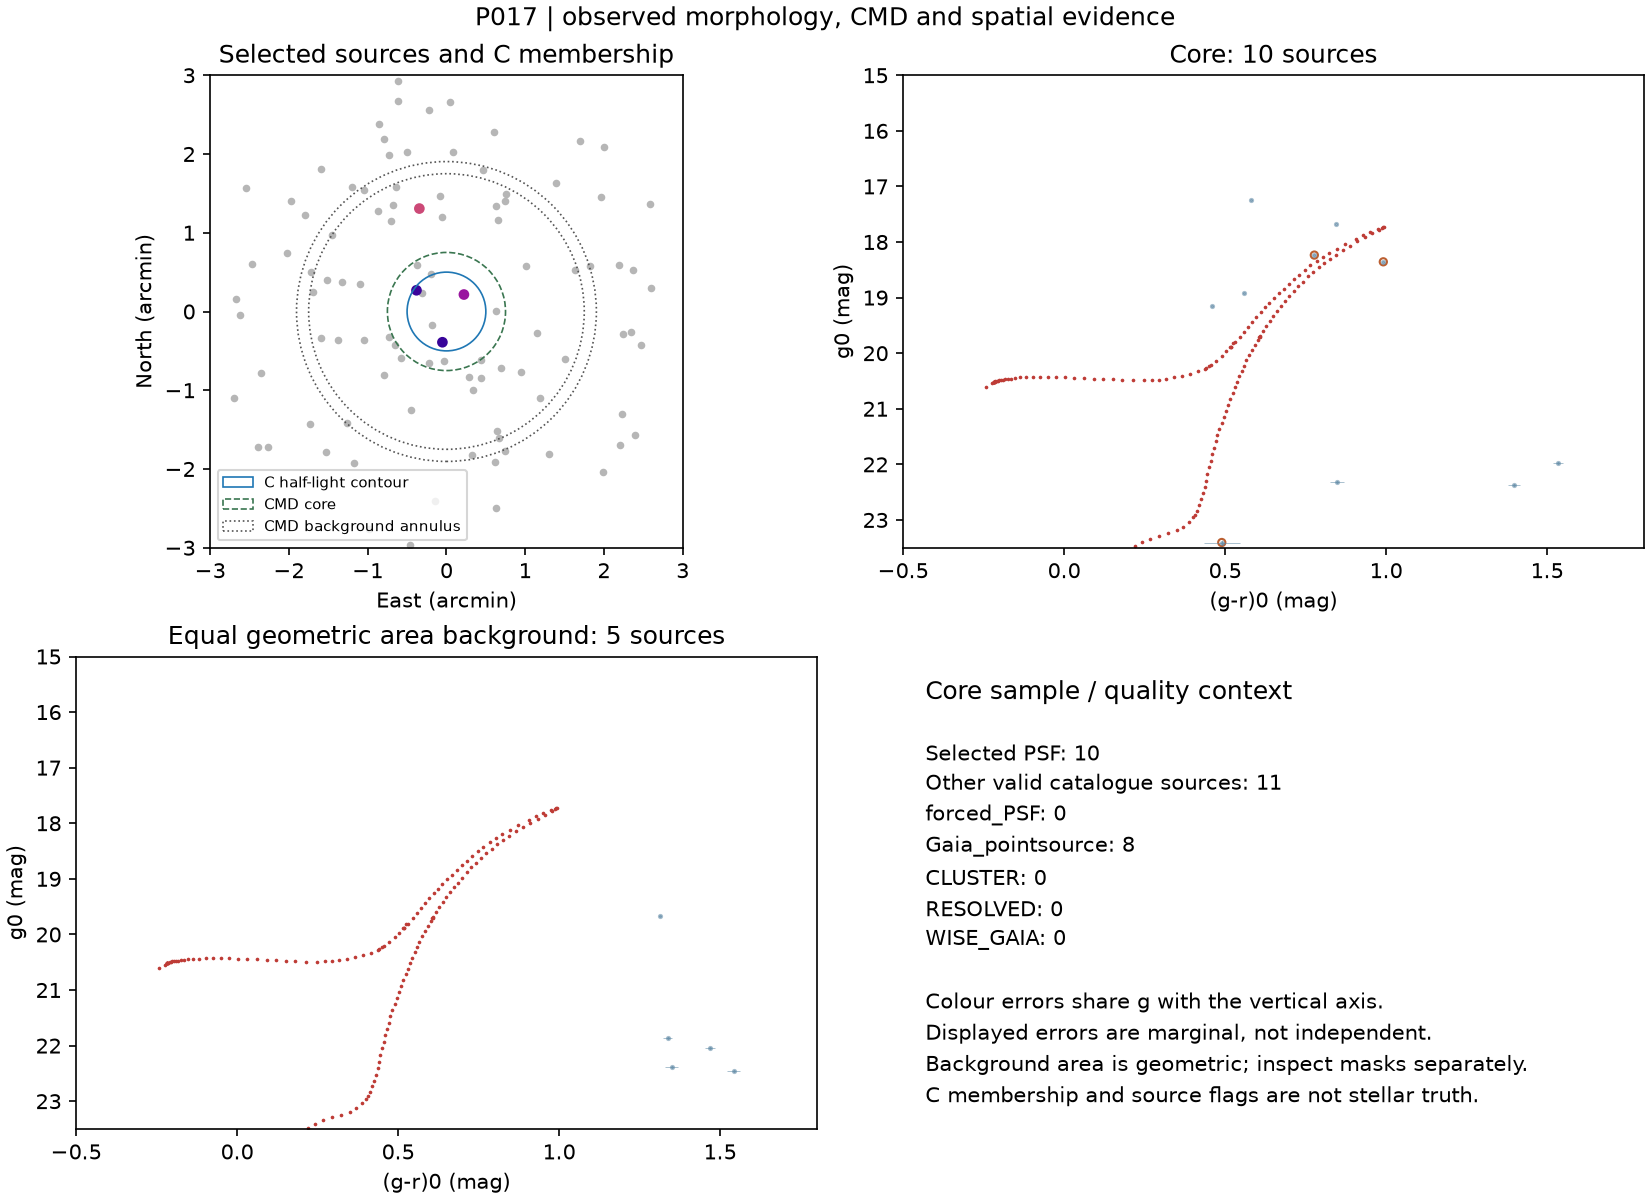 P017 | observed morphology, CMD and spatial evidence
Selected sources and C membership
3
2
1
0
−1
−2
−3
North (arcmin)
C half-light contour
CMD core
CMD background annulus
−3
−2
−1
0
1
2
3
East (arcmin)
Core: 10 sources
15
16
17
18
19
20
21
22
23
g0 (mag)
−0.5
0.0
0.5
1.0
1.5
(g-r)0 (mag)
Equal geometric area background: 5 sources
15
16
17
18
19
20
21
22
23
g0 (mag)
−0.5
0.0
0.5
1.0
1.5
(g-r)0 (mag)
Core sample / quality context
Selected PSF: 10
Other valid catalogue sources: 11
forced_PSF: 0
Gaia_pointsource: 8
CLUSTER: 0
RESOLVED: 0
WISE_GAIA: 0
Colour errors share g with the vertical axis.
Displayed errors are marginal, not independent.
Background area is geometric; inspect masks separately.
C membership and source flags are not stellar truth.